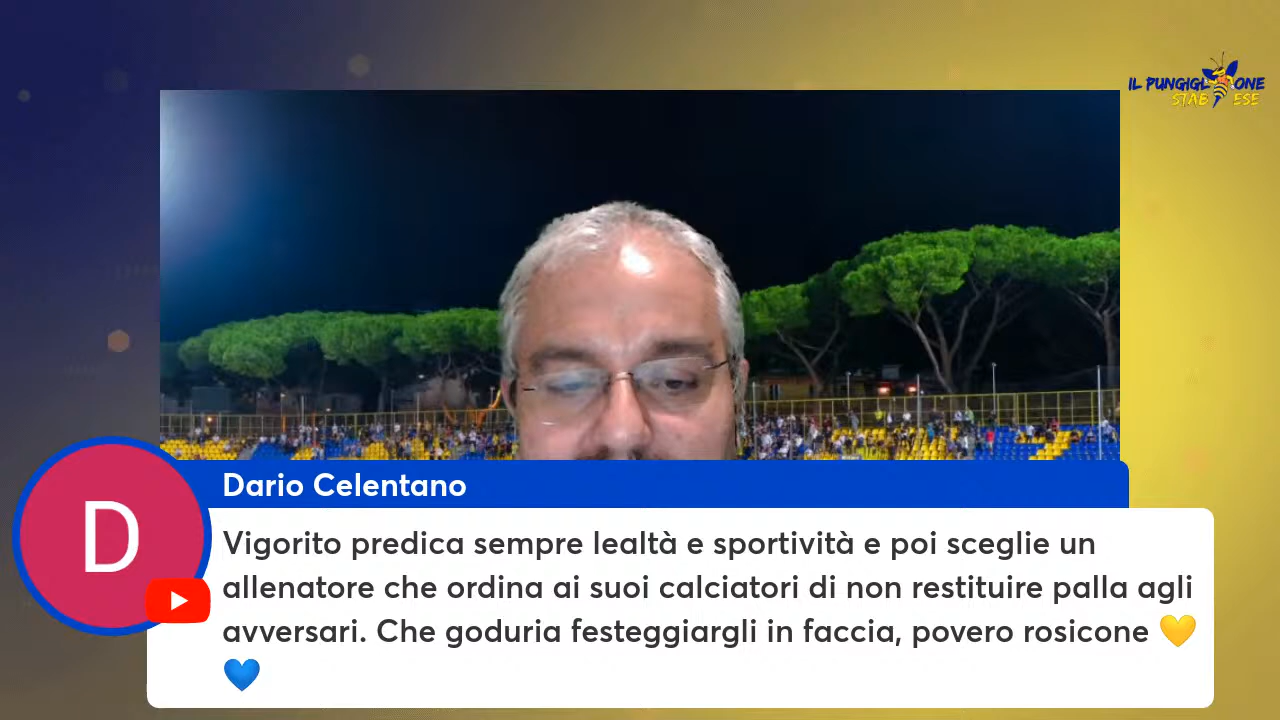 IL PUNGIGLIONE
STABIESE
Dario Celentano
D
Vigorito predica sempre lealtà e sportività e poi sceglie un
allenatore che ordina ai suoi calciatori di non restituire palla agli
avversari. Che goduria festeggiargli in faccia, povero rosicone 💛
💙